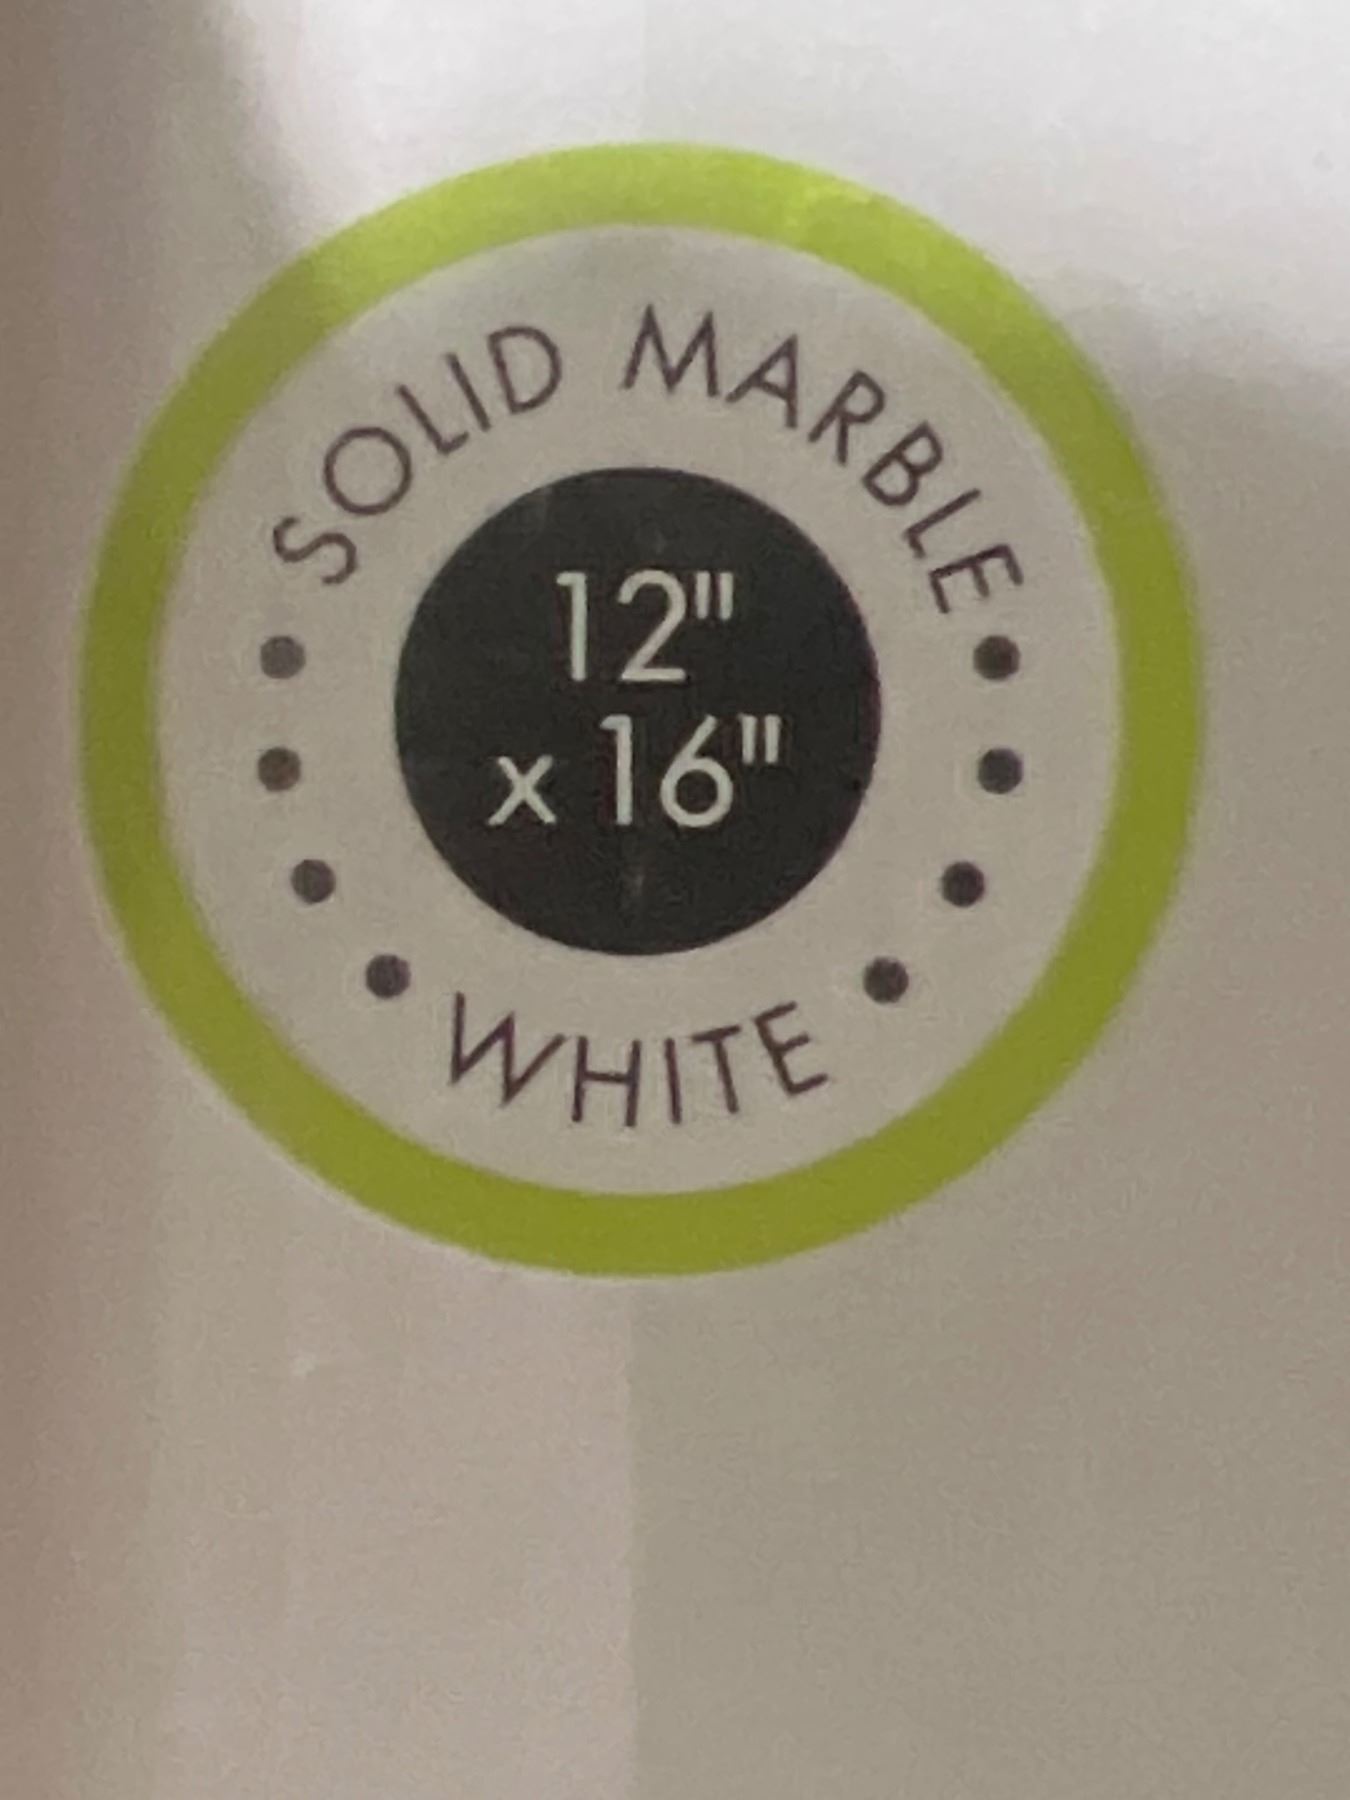 SOLID MARBLE
12"
x 16"
WHITE